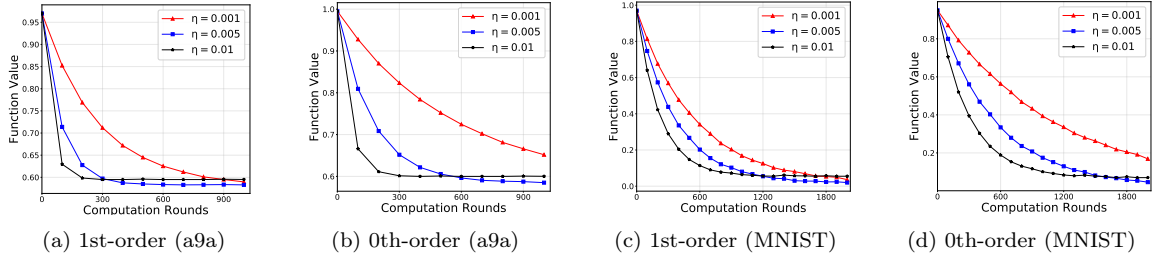 0.95
0.90
0.85
0.80
0.75
0.70
0.65
0.60
Function Value
0 300 600 900
Computation Rounds
η = 0.001
η = 0.005
η = 0.01
(a) 1st-order (a9a)
1.0
0.9
0.8
0.7
0.6
Function Value
0 300 600 900
Computation Rounds
η = 0.001
η = 0.005
η = 0.01
(b) 0th-order (a9a)
1.0
0.8
0.6
0.4
0.2
0.0
Function Value
0 600 1200 1800
Computation Rounds
η = 0.001
η = 0.005
η = 0.01
(c) 1st-order (MNIST)
0.8
0.6
0.4
0.2
Function Value
0 600 1200 1800
Computation Rounds
η = 0.001
η = 0.005
η = 0.01
(d) 0th-order (MNIST)